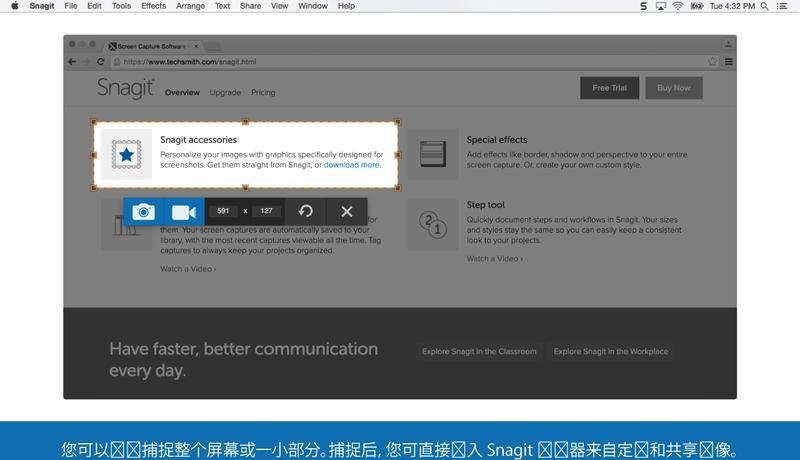 Snagit File Edit Tools Effects Arrange Text Share View Window Help
Tue 4:32 PM
Screen Capture Software
https://www.techsmith.com/snagit.html
Snagit Overview Upgrade Pricing Free Trial Buy Now
Snagit accessories
Personalize your images with graphics specifically designed for
screenshots. Get them straight from Snagit, or download more.
Special effects
Add effects like border, shadow and perspective to your entire
screen capture. Or, create your own custom style.
591 x 127
for
them. Your screen captures are automatically saved to your
library, with the most recent captures viewable all the time. Tag
captures to always keep your projects organized.
Watch a Video ›
Step tool
1 2
Quickly document steps and workflows in Snagit. Your sizes
and styles stay the same so you can easily keep a consistent
look to your projects.
Watch a Video ›
Have faster, better communication
every day.
Explore Snagit in the Classroom Explore Snagit in the Workplace
您可以捕捉整个屏幕或一小部分。捕捉后, 您可直接入 Snagit 器来自定和共享像。